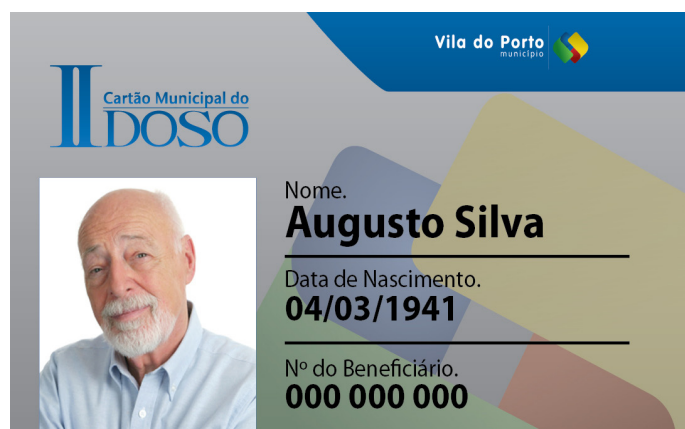 Vila do Porto
município
Cartão Municipal do
IDOSO
Nome.
Augusto Silva
Data de Nascimento.
04/03/1941
Nº do Beneficiário.
000 000 000